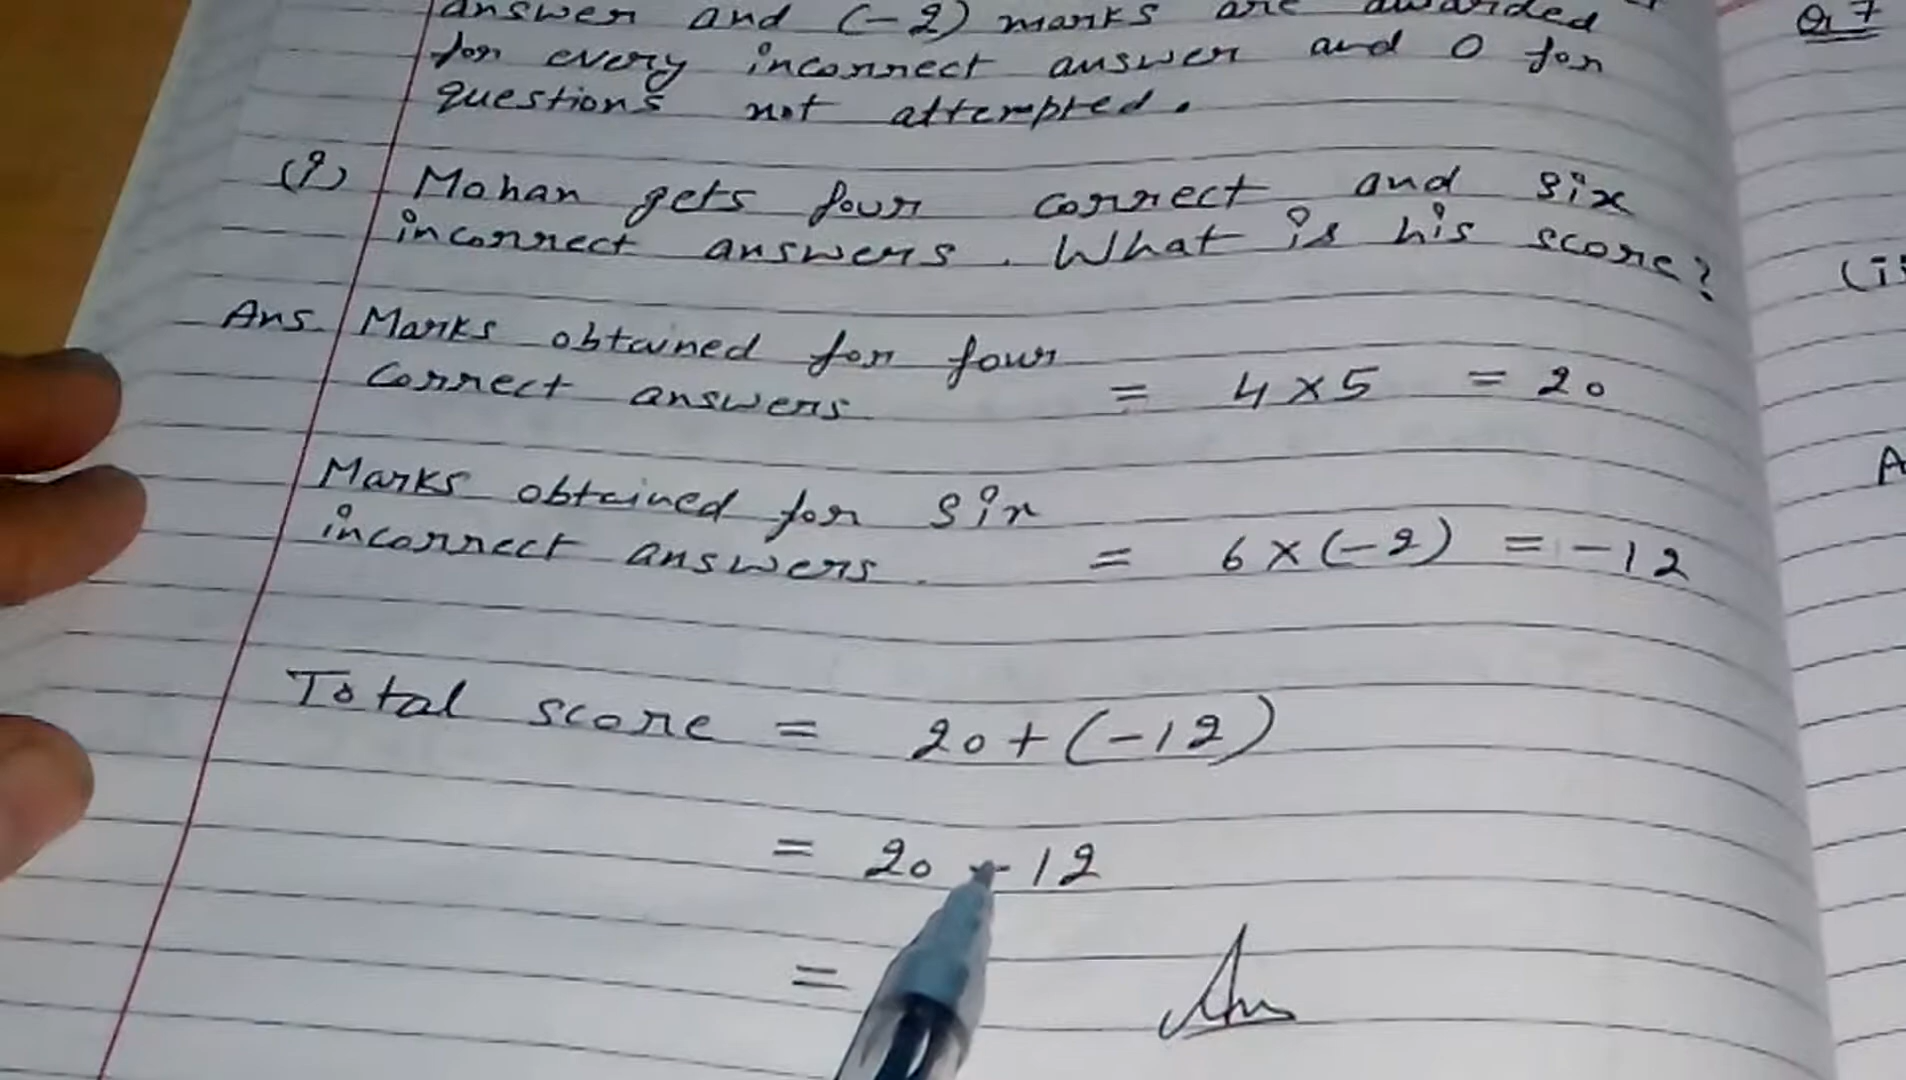 answer and (-2) marks are awarded
for every incorrect answer and 0 for
questions not attempted.
(i) Mohan gets four correct and six
incorrect answers. What is his score?
Ans. Marks obtained for four
correct answers = 4 × 5 = 20
Marks obtained for six
incorrect answers. = 6 × (-2) = -12
Total score = 20 + (-12)
= 20 - 12
=
Ans
Q 7